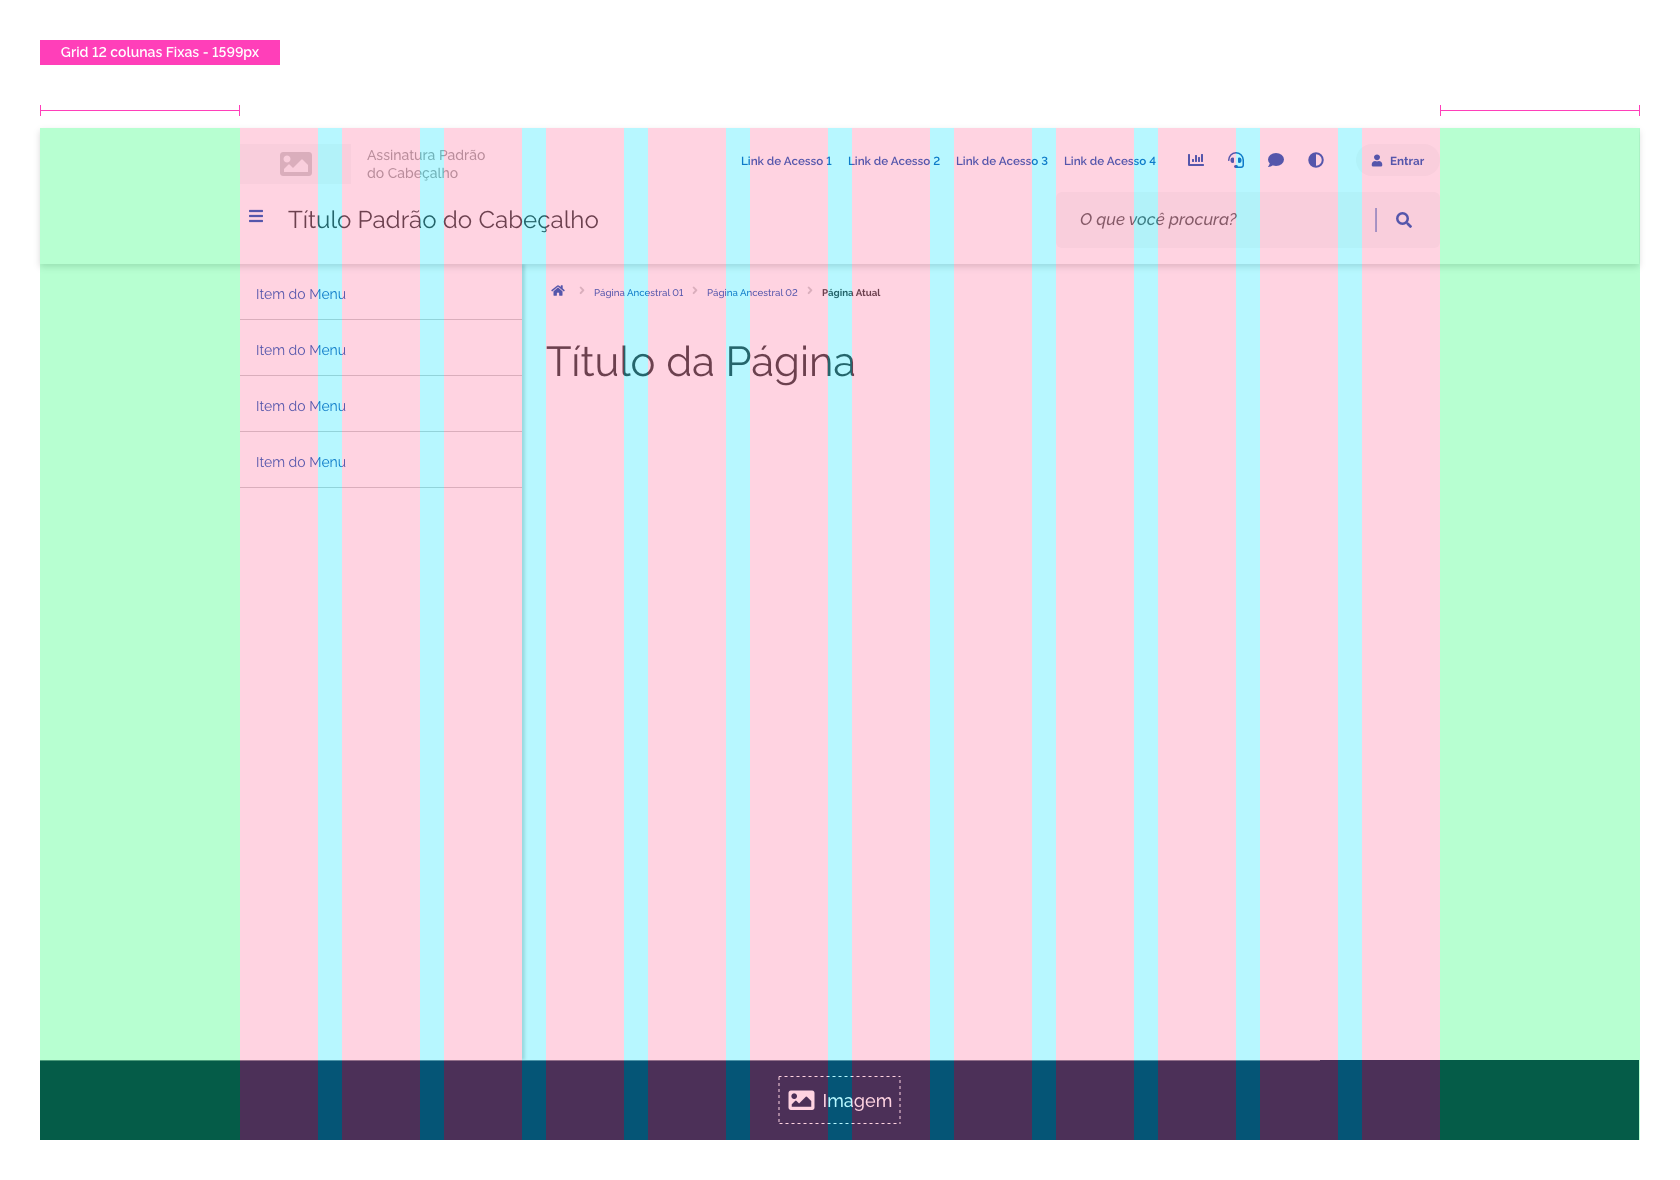 Grid 12 colunas Fixas - 1599px
Assinatura Padrão
do Cabeçalho
Link de Acesso 1
Link de Acesso 2
Link de Acesso 3
Link de Acesso 4
Entrar
Título Padrão do Cabeçalho
O que você procura?
Item do Menu
Item do Menu
Item do Menu
Item do Menu
Página Ancestral 01
Página Ancestral 02
Página Atual
Título da Página
Imagem